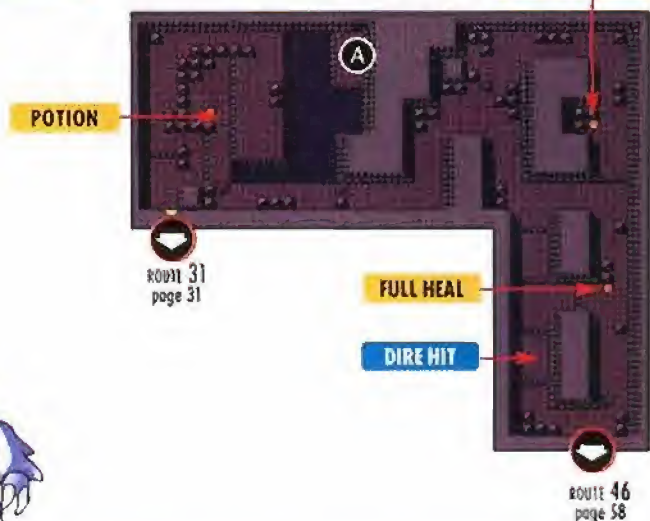 A
POTION
ROUTE 31
page 31
FULL HEAL
DIRE HIT
ROUTE 46
page 58